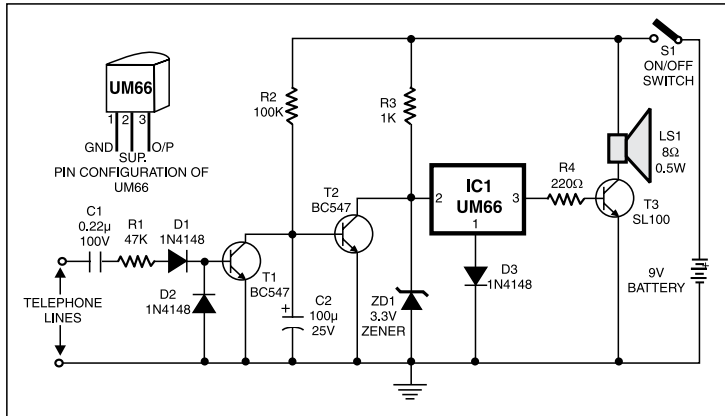 UM66
1 2 3
GND
O/P
SUP.
PIN CONFIGURATION OF
UM66
R2
100K
R3
1K
S1
ON/OFF
SWITCH
LS1
8Ω
0.5W
R4
220Ω
IC1
UM66
2
3
1
T3
SL100
T2
BC547
C1
0.22µ
100V
R1
47K
D1
1N4148
T1
BC547
D2
1N4148
TELEPHONE
LINES
+
C2
100µ
25V
ZD1
3.3V
ZENER
D3
1N4148
9V
BATTERY
+